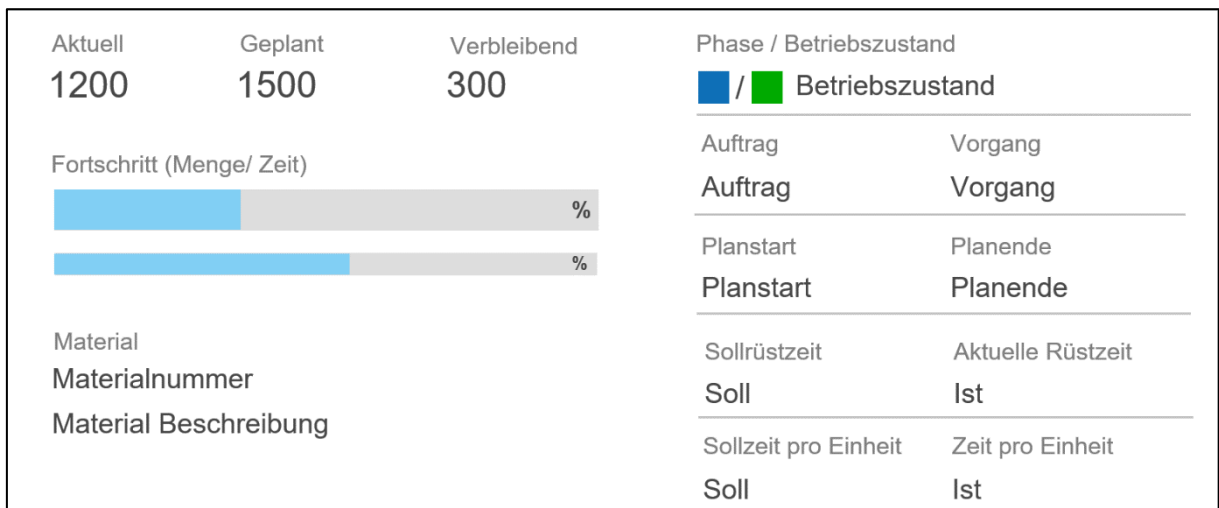 Aktuell Geplant Verbleibend
1200 1500 300
Fortschritt (Menge/ Zeit)
%
%
Material
Materialnummer
Material Beschreibung
Phase / Betriebszustand
/ Betriebszustand
Auftrag Vorgang
Auftrag Vorgang
Planstart Planende
Planstart Planende
Sollrüstzeit Aktuelle Rüstzeit
Soll Ist
Sollzeit pro Einheit Zeit pro Einheit
Soll Ist